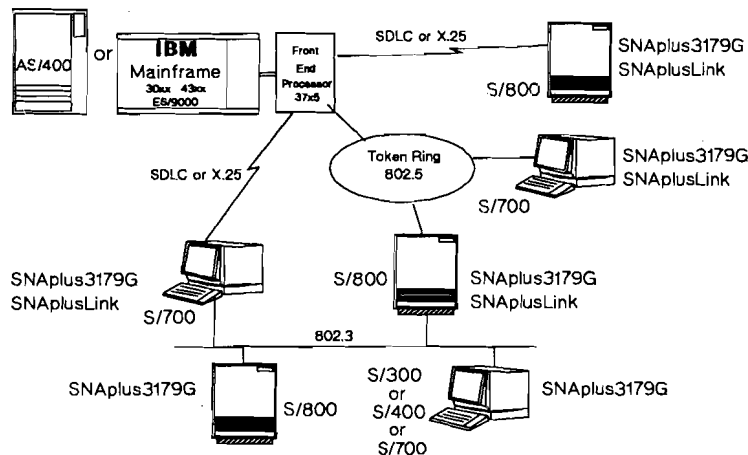 AS/400
or
IBM
Mainframe
30xx 43xx
ES/9000
Front
End
Processor
37x5
SDLC or X.25
S/800
SNAplus3179G
SNAplusLink
Token Ring
802.5
S/700
SNAplus3179G
SNAplusLink
SDLC or X.25
SNAplus3179G
SNAplusLink
S/700
S/800
SNAplus3179G
SNAplusLink
802.3
SNAplus3179G
S/800
S/300
or
S/400
or
S/700
SNAplus3179G